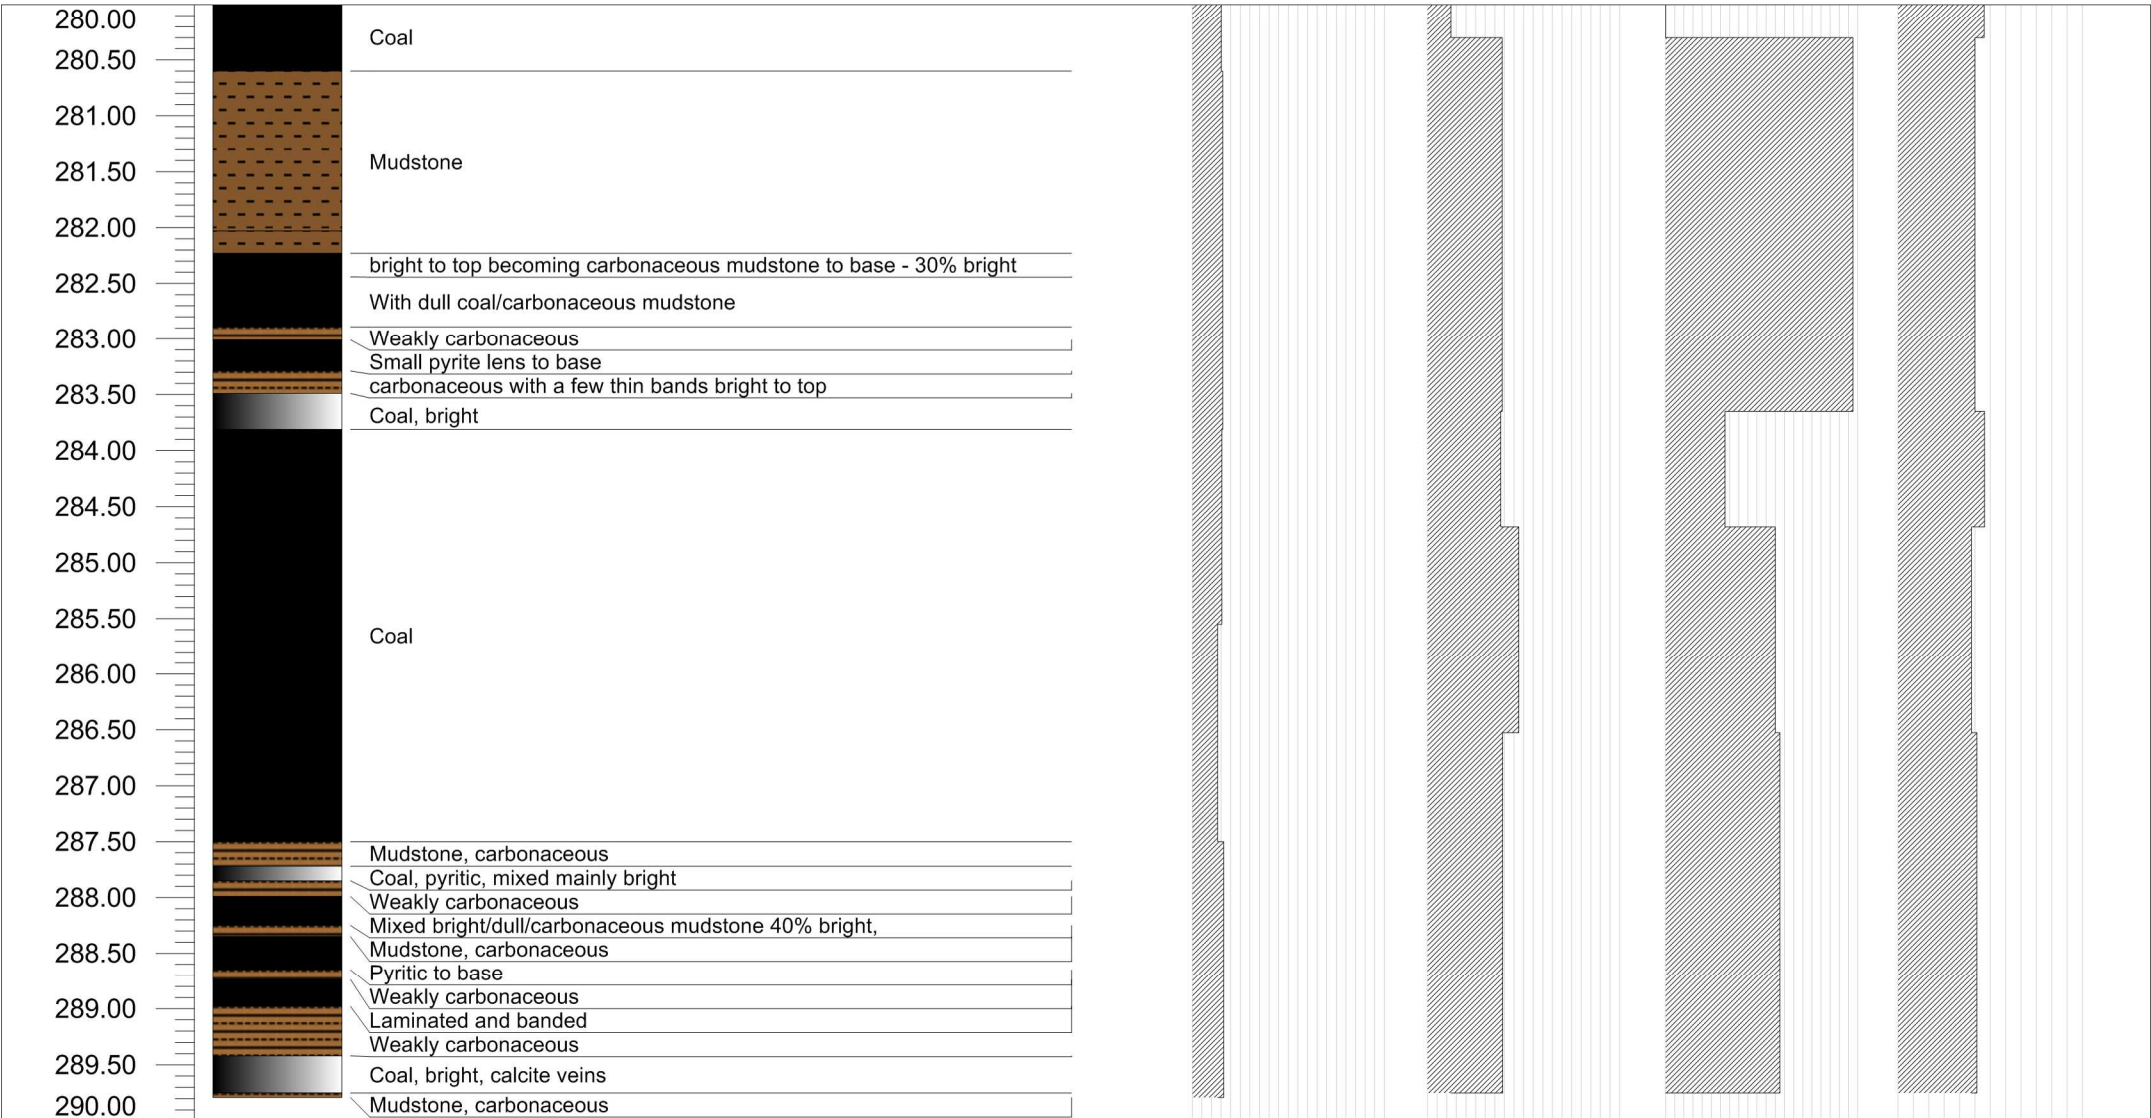 280.00
Coal
280.50
281.00
Mudstone
281.50
282.00
bright to top becoming carbonaceous mudstone to base - 30% bright
282.50
With dull coal/carbonaceous mudstone
283.00
Weakly carbonaceous
Small pyrite lens to base
283.50
carbonaceous with a few thin bands bright to top
Coal, bright
284.00
284.50
285.00
285.50
Coal
286.00
286.50
287.00
287.50
Mudstone, carbonaceous
Coal, pyritic, mixed mainly bright
288.00
Weakly carbonaceous
Mixed bright/dull/carbonaceous mudstone 40% bright,
288.50
Mudstone, carbonaceous
Pyritic to base
Weakly carbonaceous
289.00
Laminated and banded
Weakly carbonaceous
289.50
Coal, bright, calcite veins
290.00
Mudstone, carbonaceous